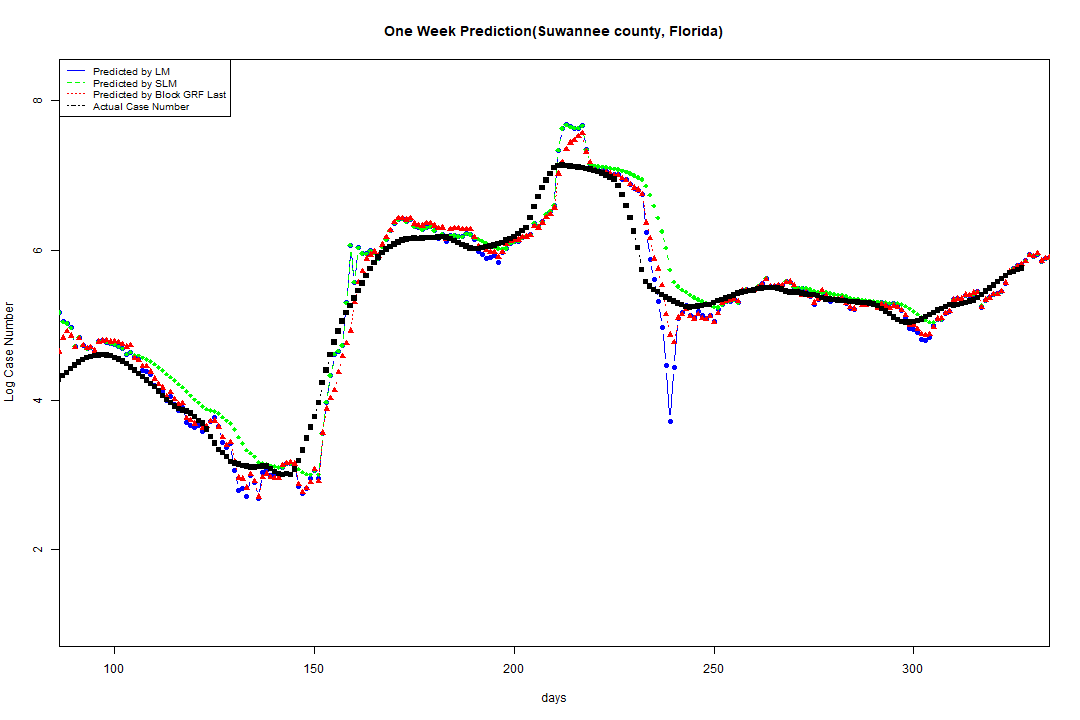 One Week Prediction(Suwannee county, Florida)
Predicted by LM
Predicted by SLM
Predicted by Block GRF Last
Actual Case Number
8
6
4
2
Log Case Number
100 150 200 250 300
days